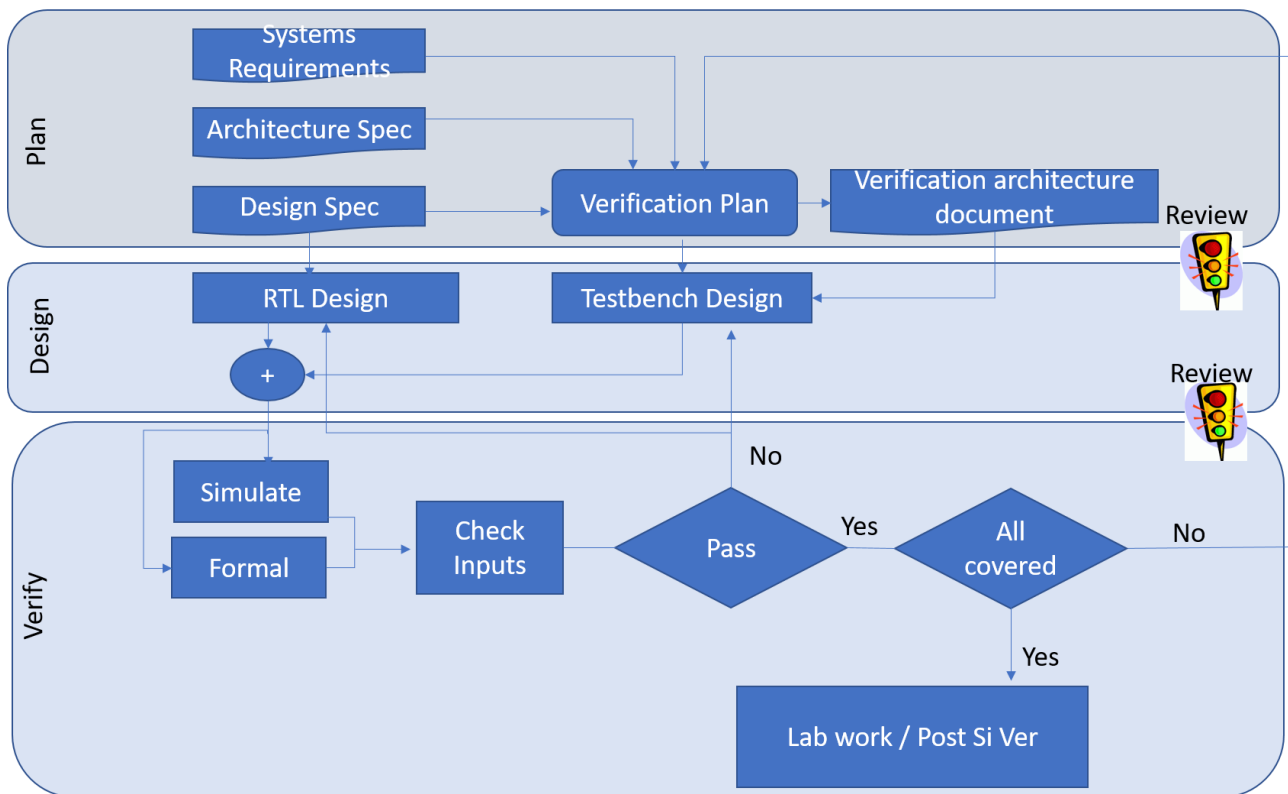 Systems
Requirements
Plan
Architecture Spec
Design Spec
Verification Plan
Verification architecture
document
Review
Design
RTL Design
Testbench Design
+
Review
Verify
No
Simulate
Formal
Check
Inputs
Pass
Yes
All
covered
No
Yes
Lab work / Post Si Ver